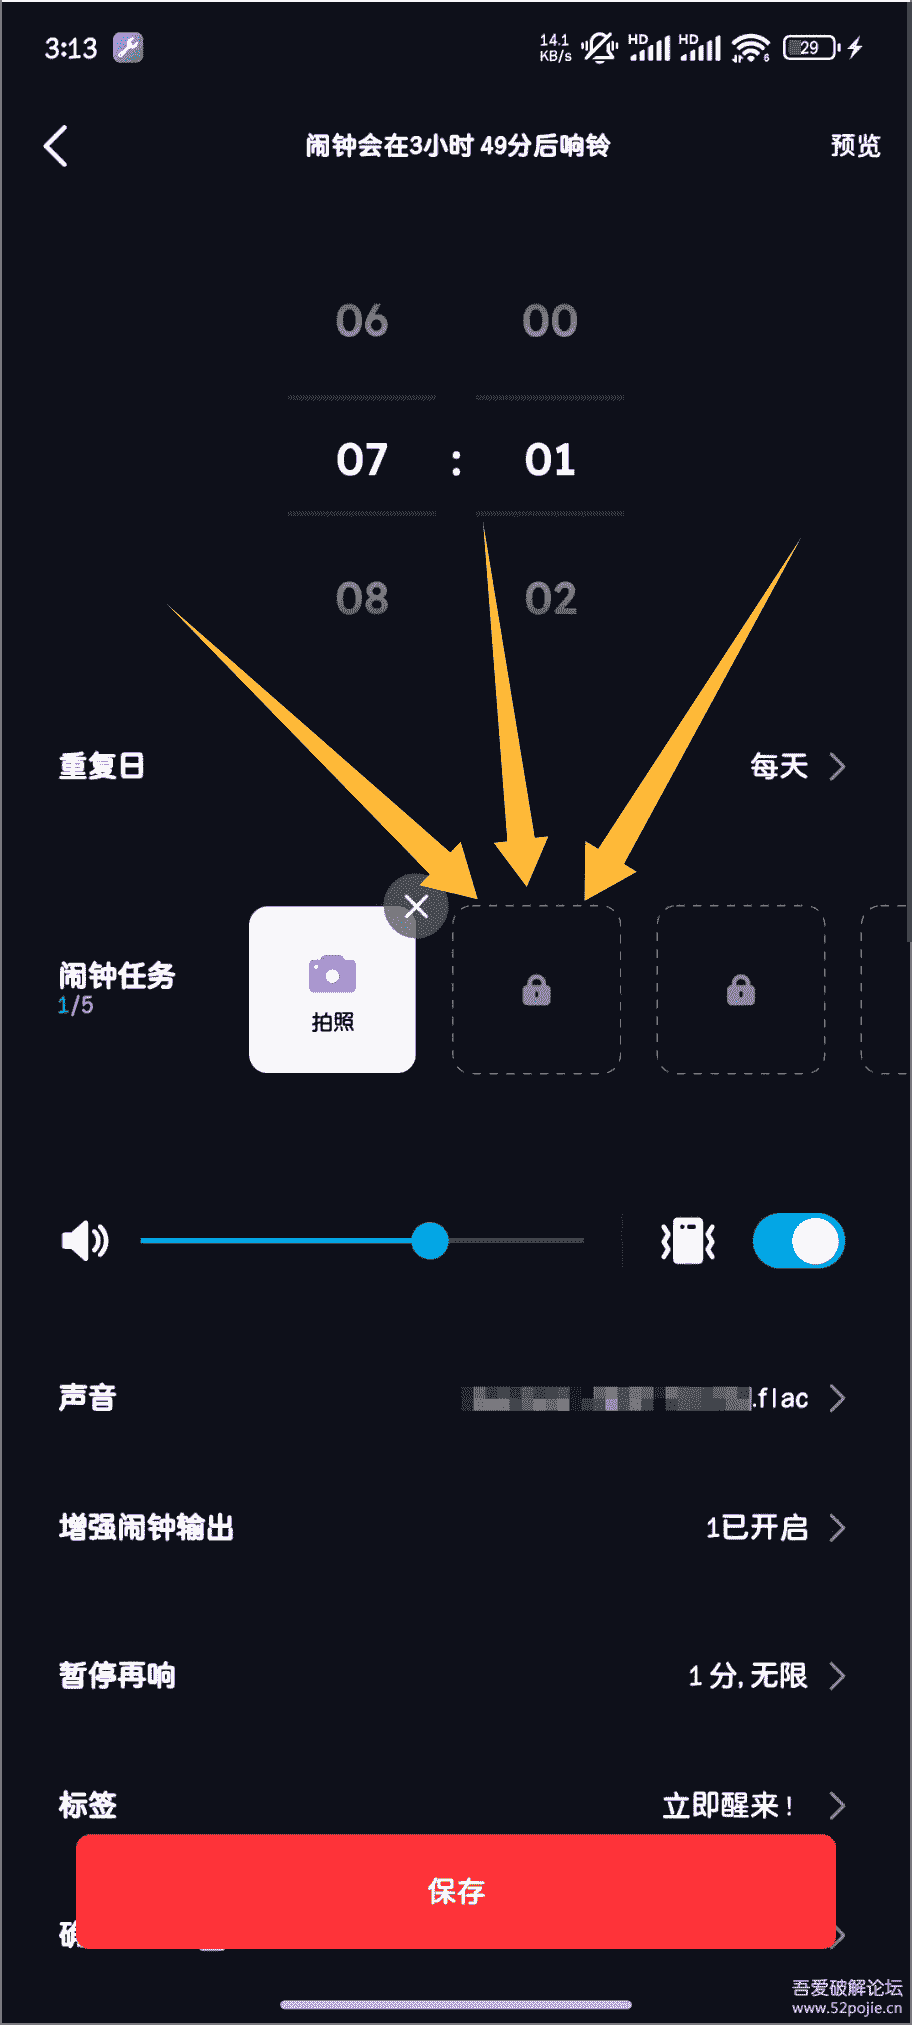 3:13
14.1
KB/s
HD
HD
6
29
闹钟会在3小时 49分后响铃
预览
06 00
07 : 01
08 02
重复日
每天
闹钟任务
1/5
拍照
声音
.flac
增强闹钟输出
1已开启
暂停再响
1 分, 无限
标签
立即醒来！
保存
吾爱破解论坛
www.52pojie.cn